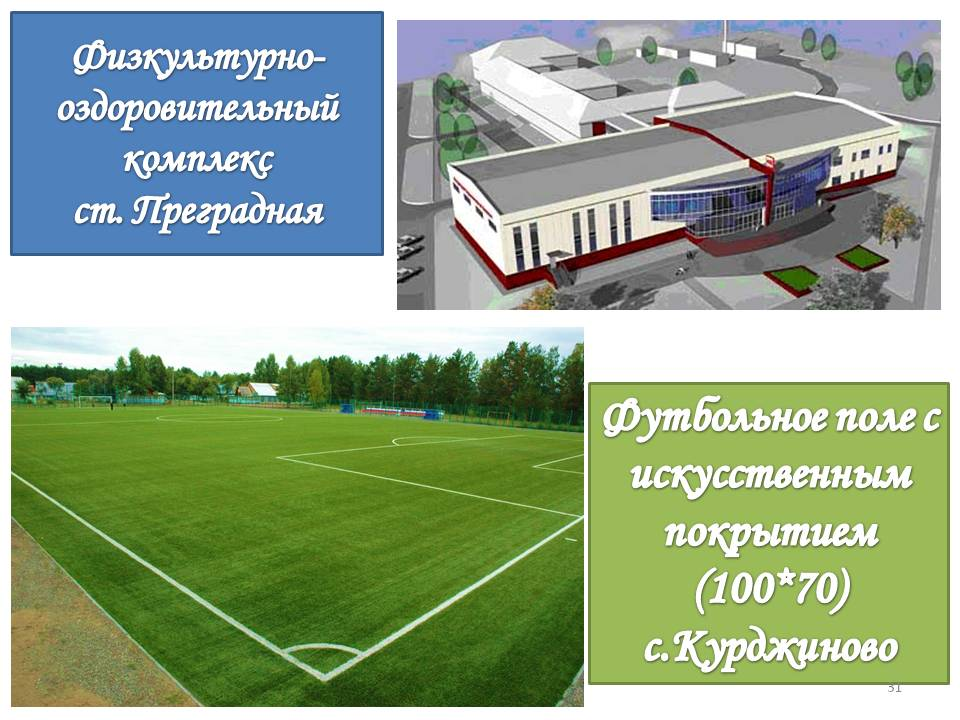 Физкультурно-
оздоровительный
комплекс
ст. Преградная
Футбольное поле с
искусственным
покрытием
(100*70)
с.Курджиново
31